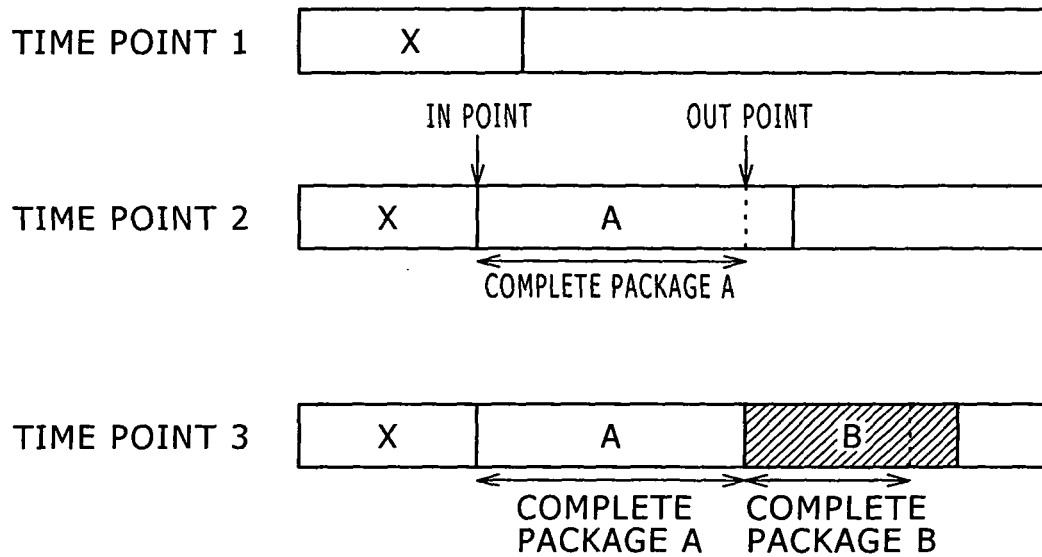 TIME POINT 1
X
IN POINT
OUT POINT
TIME POINT 2
X
A
COMPLETE PACKAGE A
TIME POINT 3
X
A
B
COMPLETE
PACKAGE A
COMPLETE
PACKAGE B